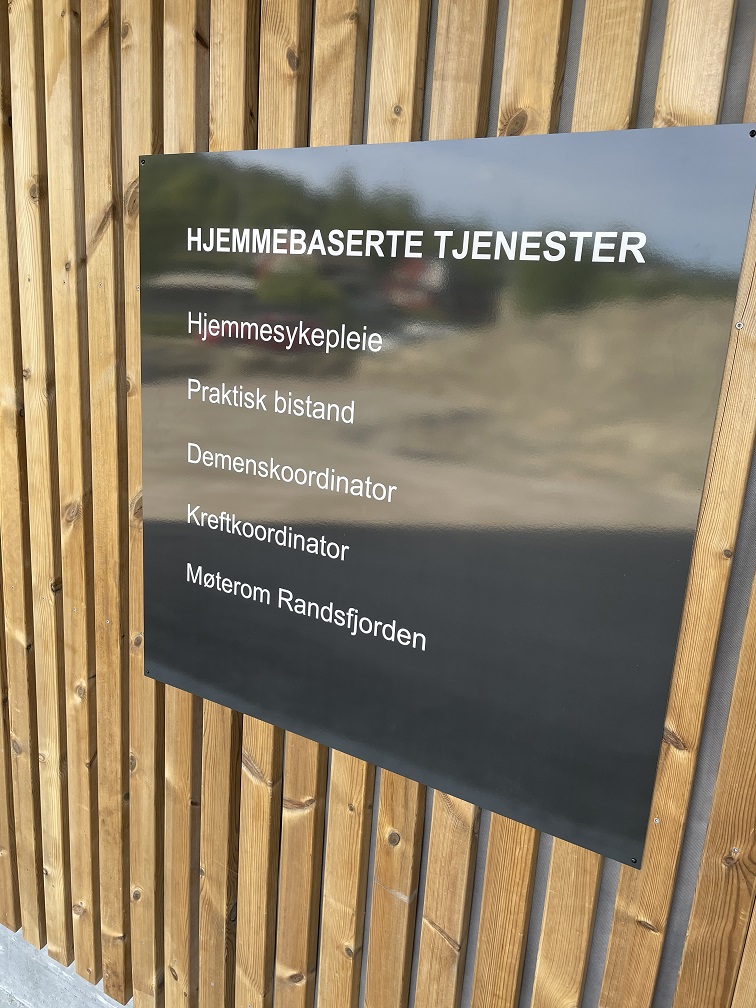 HJEMMEBASERTE TJENESTER
Hjemmesykepleie
Praktisk bistand
Demenskoordinator
Kreftkoordinator
Møterom Randsfjorden